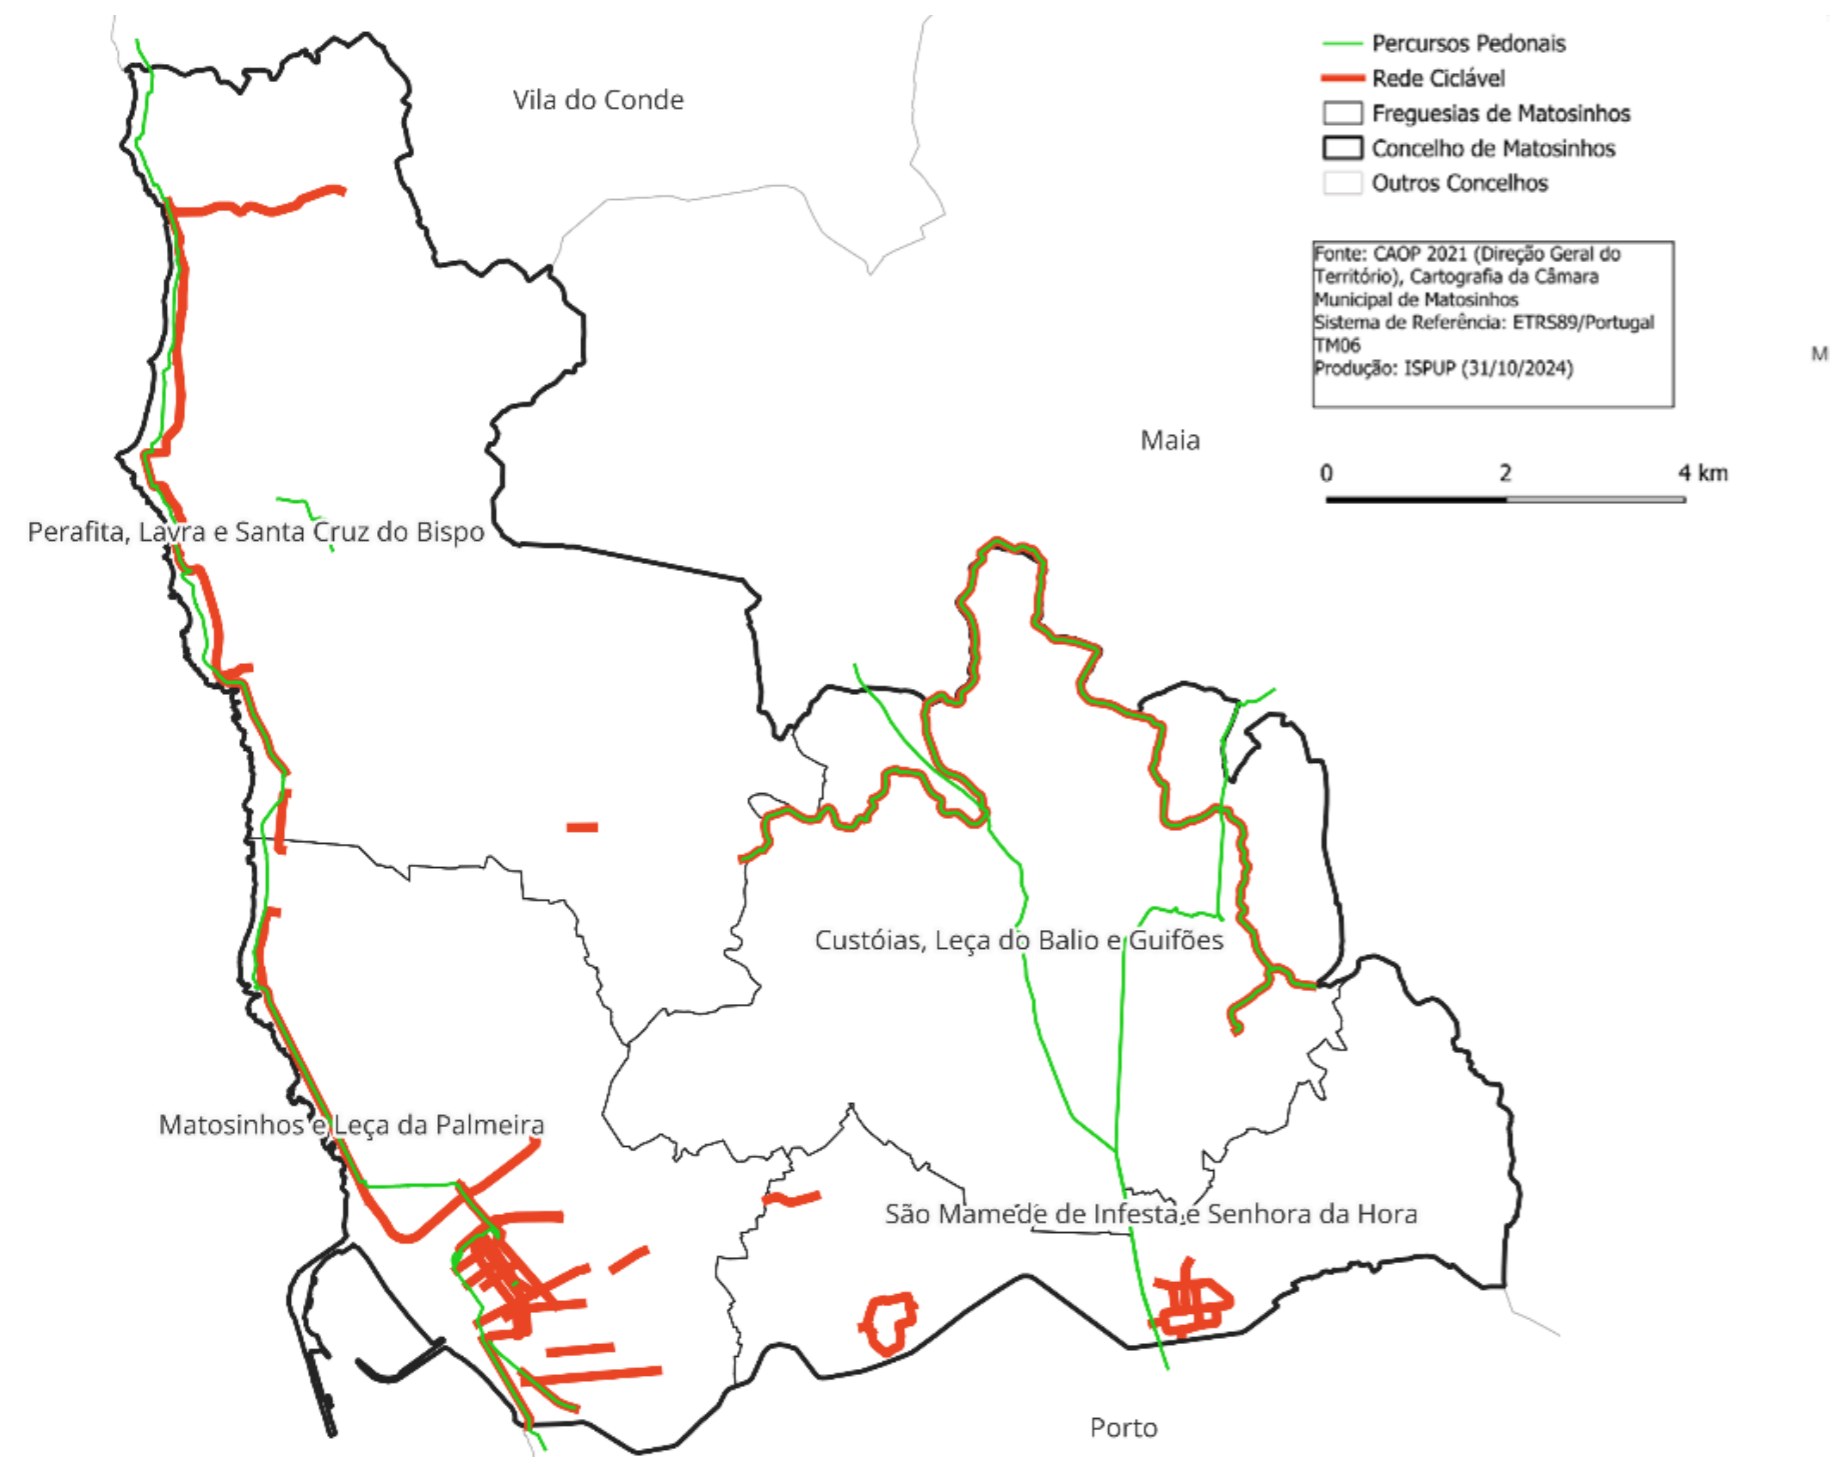 Percursos Pedonais
Rede Ciclável
Freguesias de Matosinhos
Concelho de Matosinhos
Outros Concelhos
Fonte: CAOP 2021 (Direção Geral do
Território), Cartografia da Câmara
Municipal de Matosinhos
Sistema de Referência: ETRS89/Portugal
TM06
Produção: ISPUP (31/10/2024)
0 2 4 km
Vila do Conde
M
Maia
Perafita, Lavra e Santa Cruz do Bispo
Custóias, Leça do Balio e Guifões
Matosinhos e Leça da Palmeira
São Mamede de Infesta e Senhora da Hora
Porto